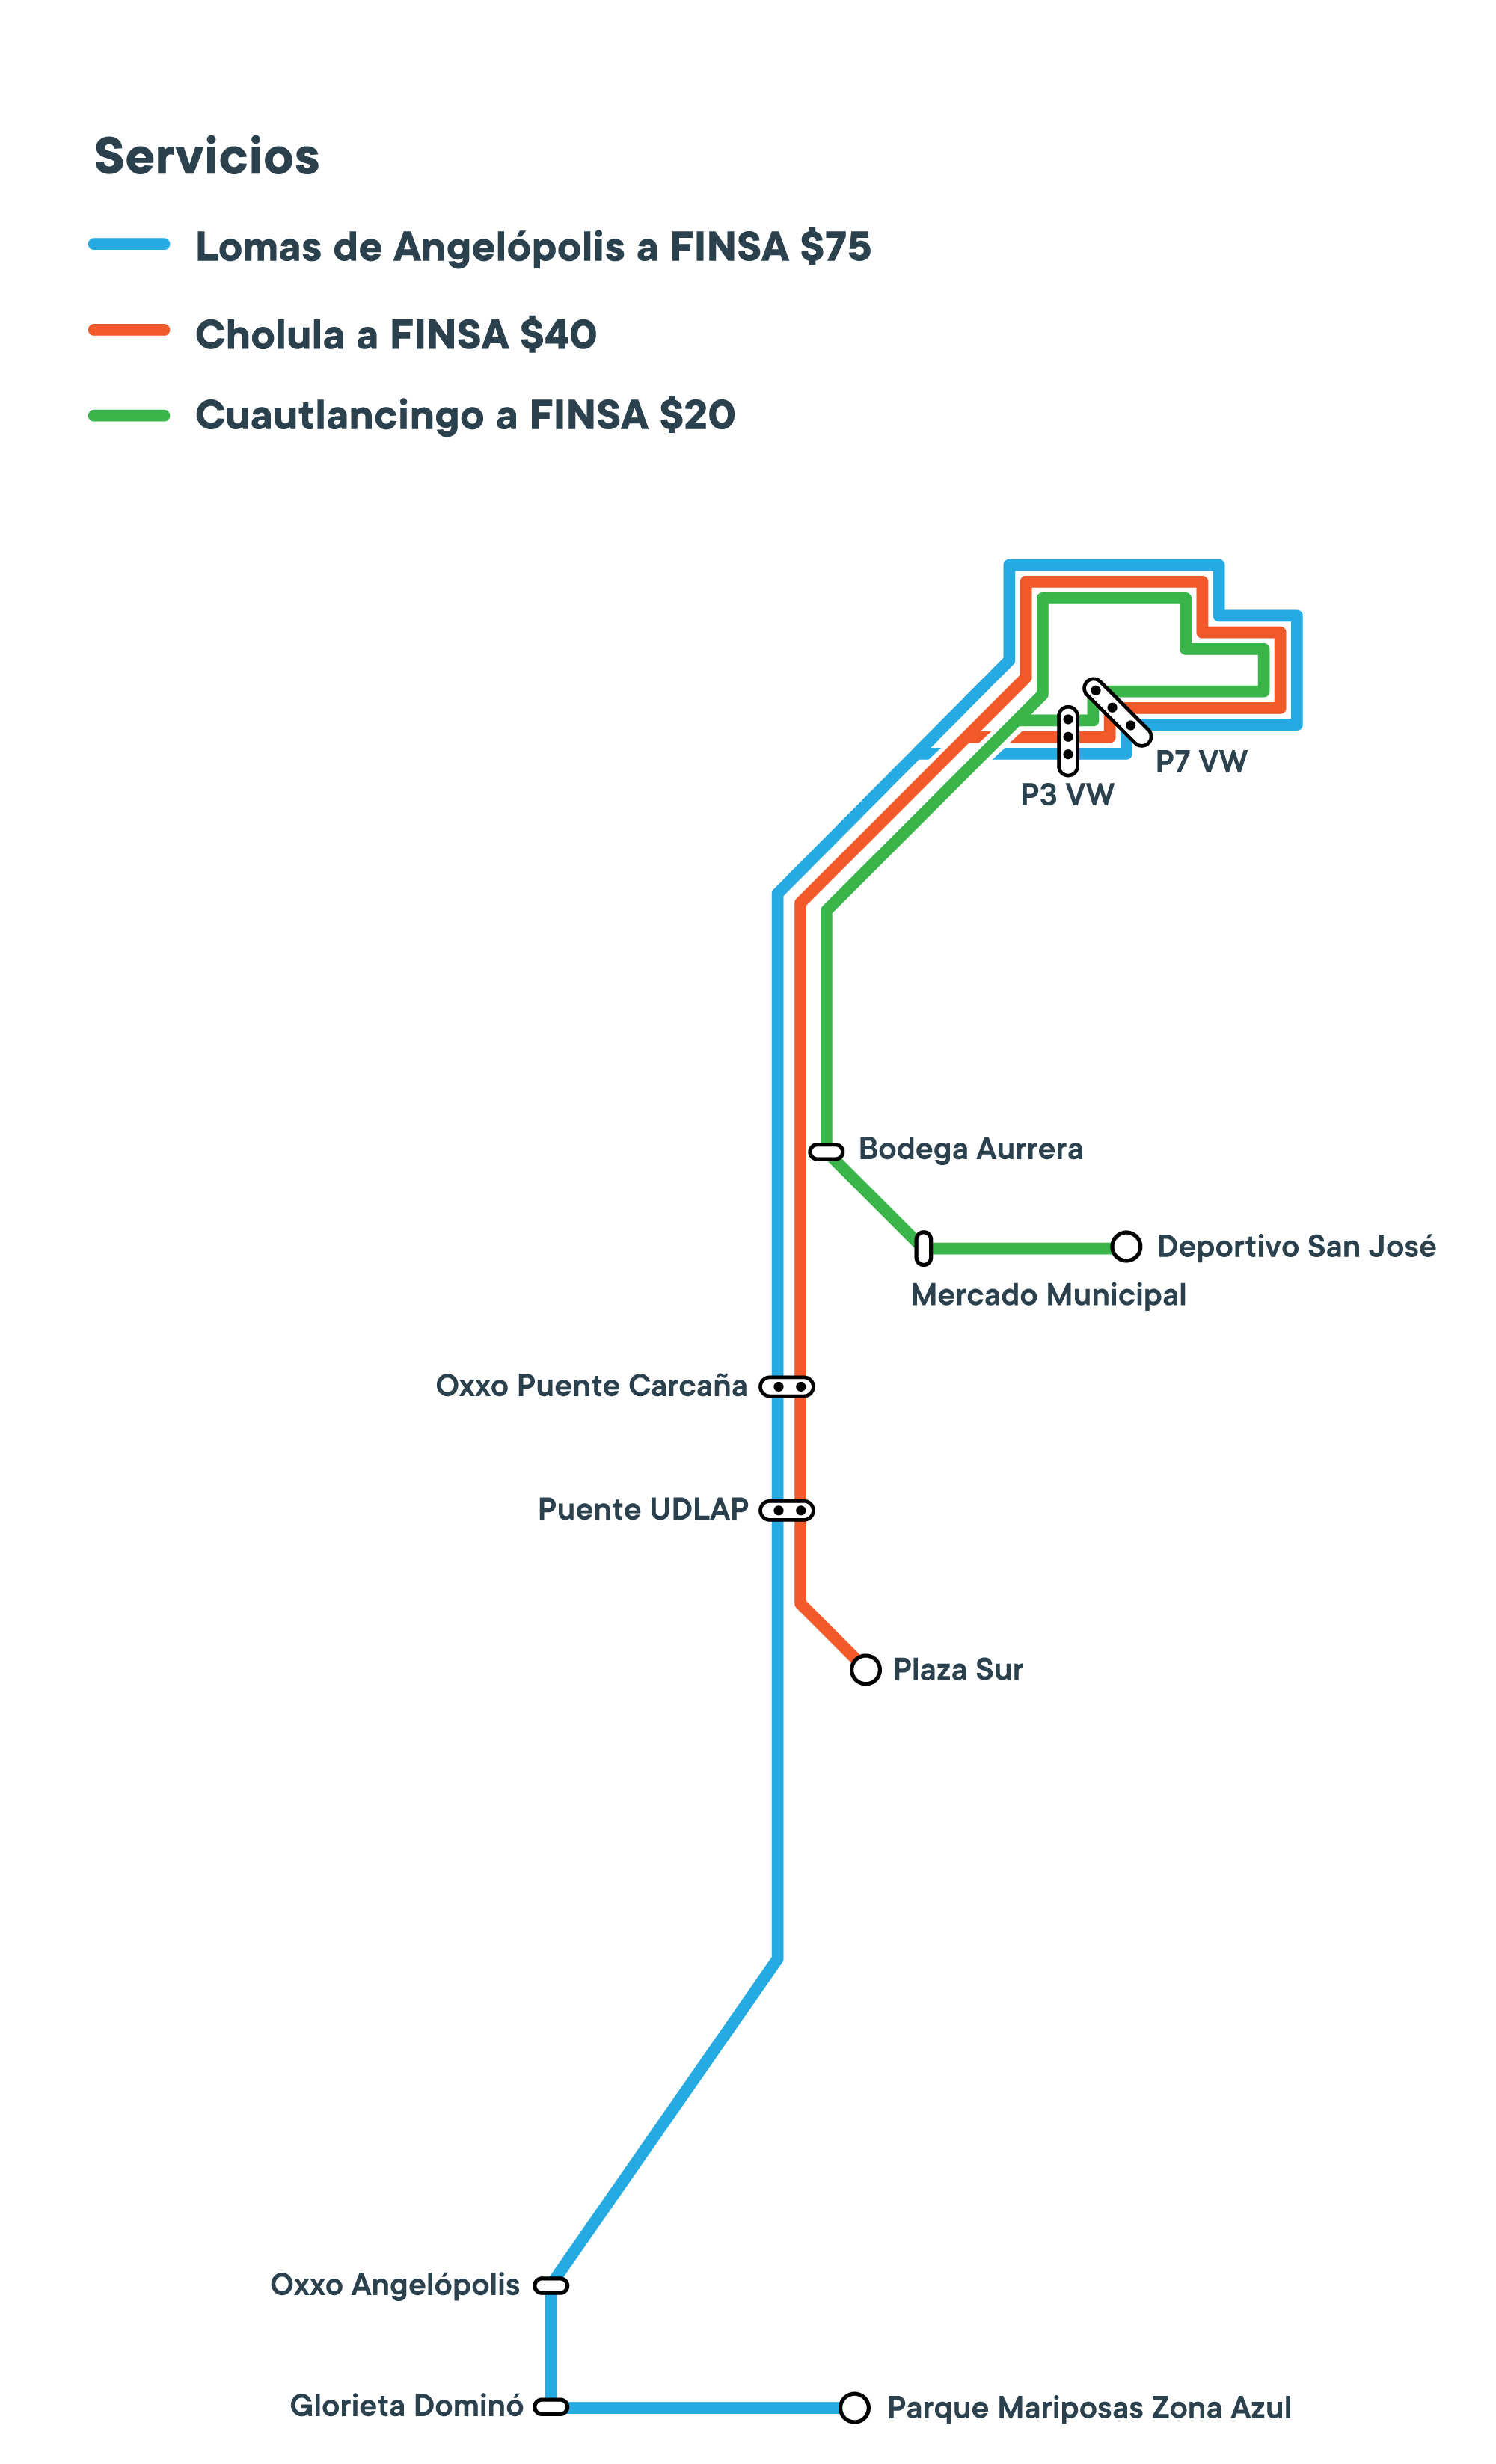 Servicios
Lomas de Angelópolis a FINSA $75
Cholula a FINSA $40
Cuautlancingo a FINSA $20
P7 VW
P3 VW
Bodega Aurrera
Deportivo San José
Mercado Municipal
Oxxo Puente Carcaña
Puente UDLAP
Plaza Sur
Oxxo Angelópolis
Glorieta Dominó
Parque Mariposas Zona Azul